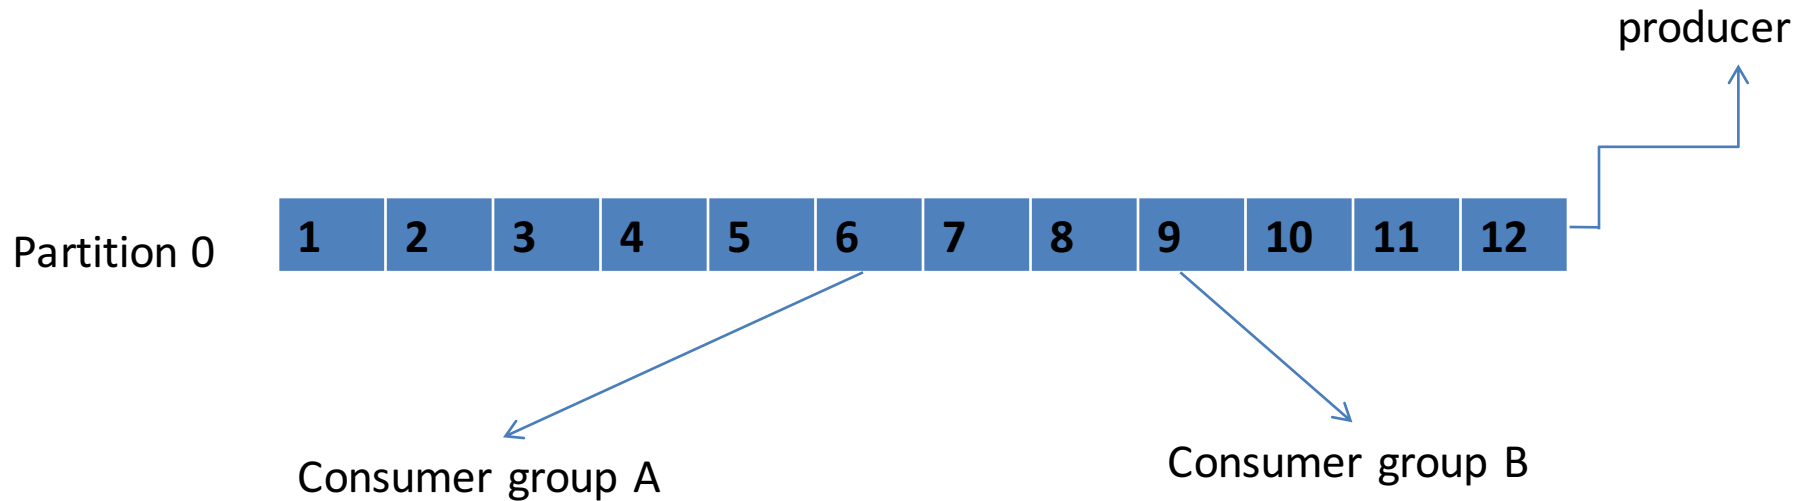 producer
Partition 0 1 2 3 4 5 6 7 8 9 10 11 12
Consumer group A
Consumer group B